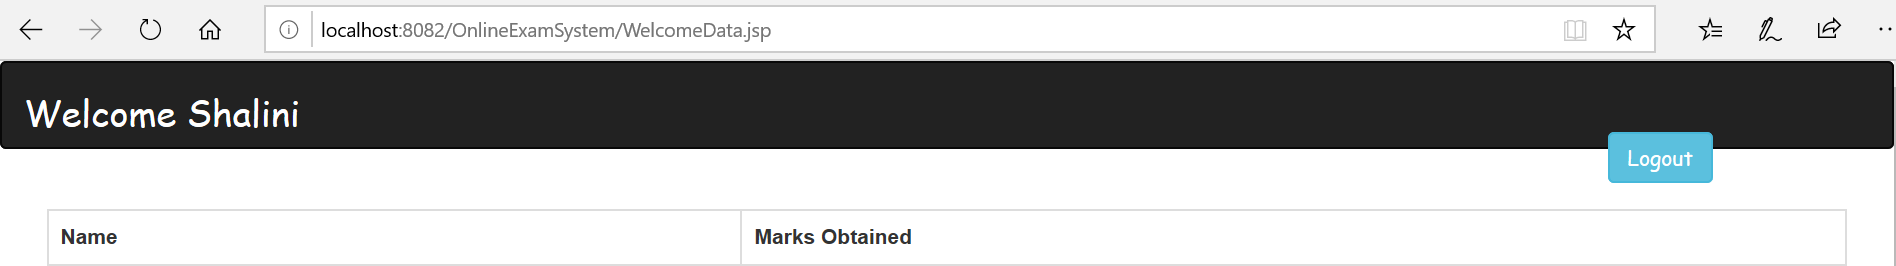 localhost:8082/OnlineExamSystem/WelcomeData.jsp
Welcome Shalini
Logout
Name Marks Obtained